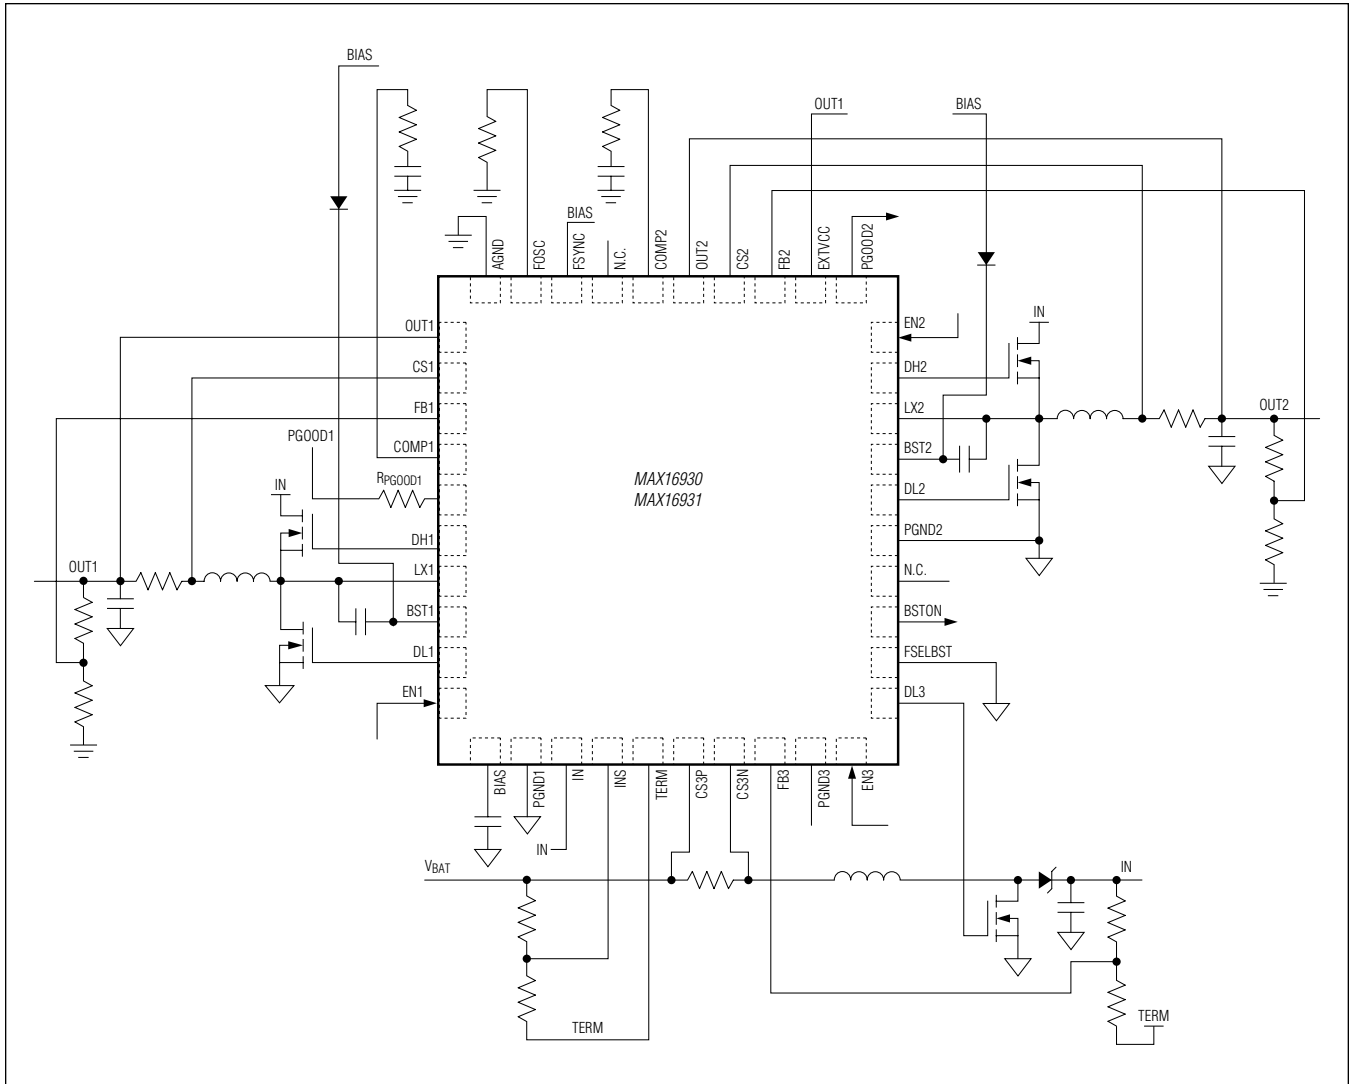 BIAS
OUT1
BIAS
BIAS
AGND
FOSC
FSYNC
N.C.
COMP2
OUT2
CS2
FB2
EXTVCC
PGOOD2
OUT1
CS1
FB1
COMP1
PGOOD1
RPGOOD1
IN
DH1
OUT1
LX1
BST1
DL1
EN1
MAX16930
MAX16931
EN2
IN
DH2
LX2
OUT2
BST2
DL2
PGND2
N.C.
BSTON
FSELBST
DL3
BIAS
PGND1
IN
INS
TERM
CS3P
CS3N
FB3
PGND3
EN3
IN
VBAT
IN
TERM
TERM